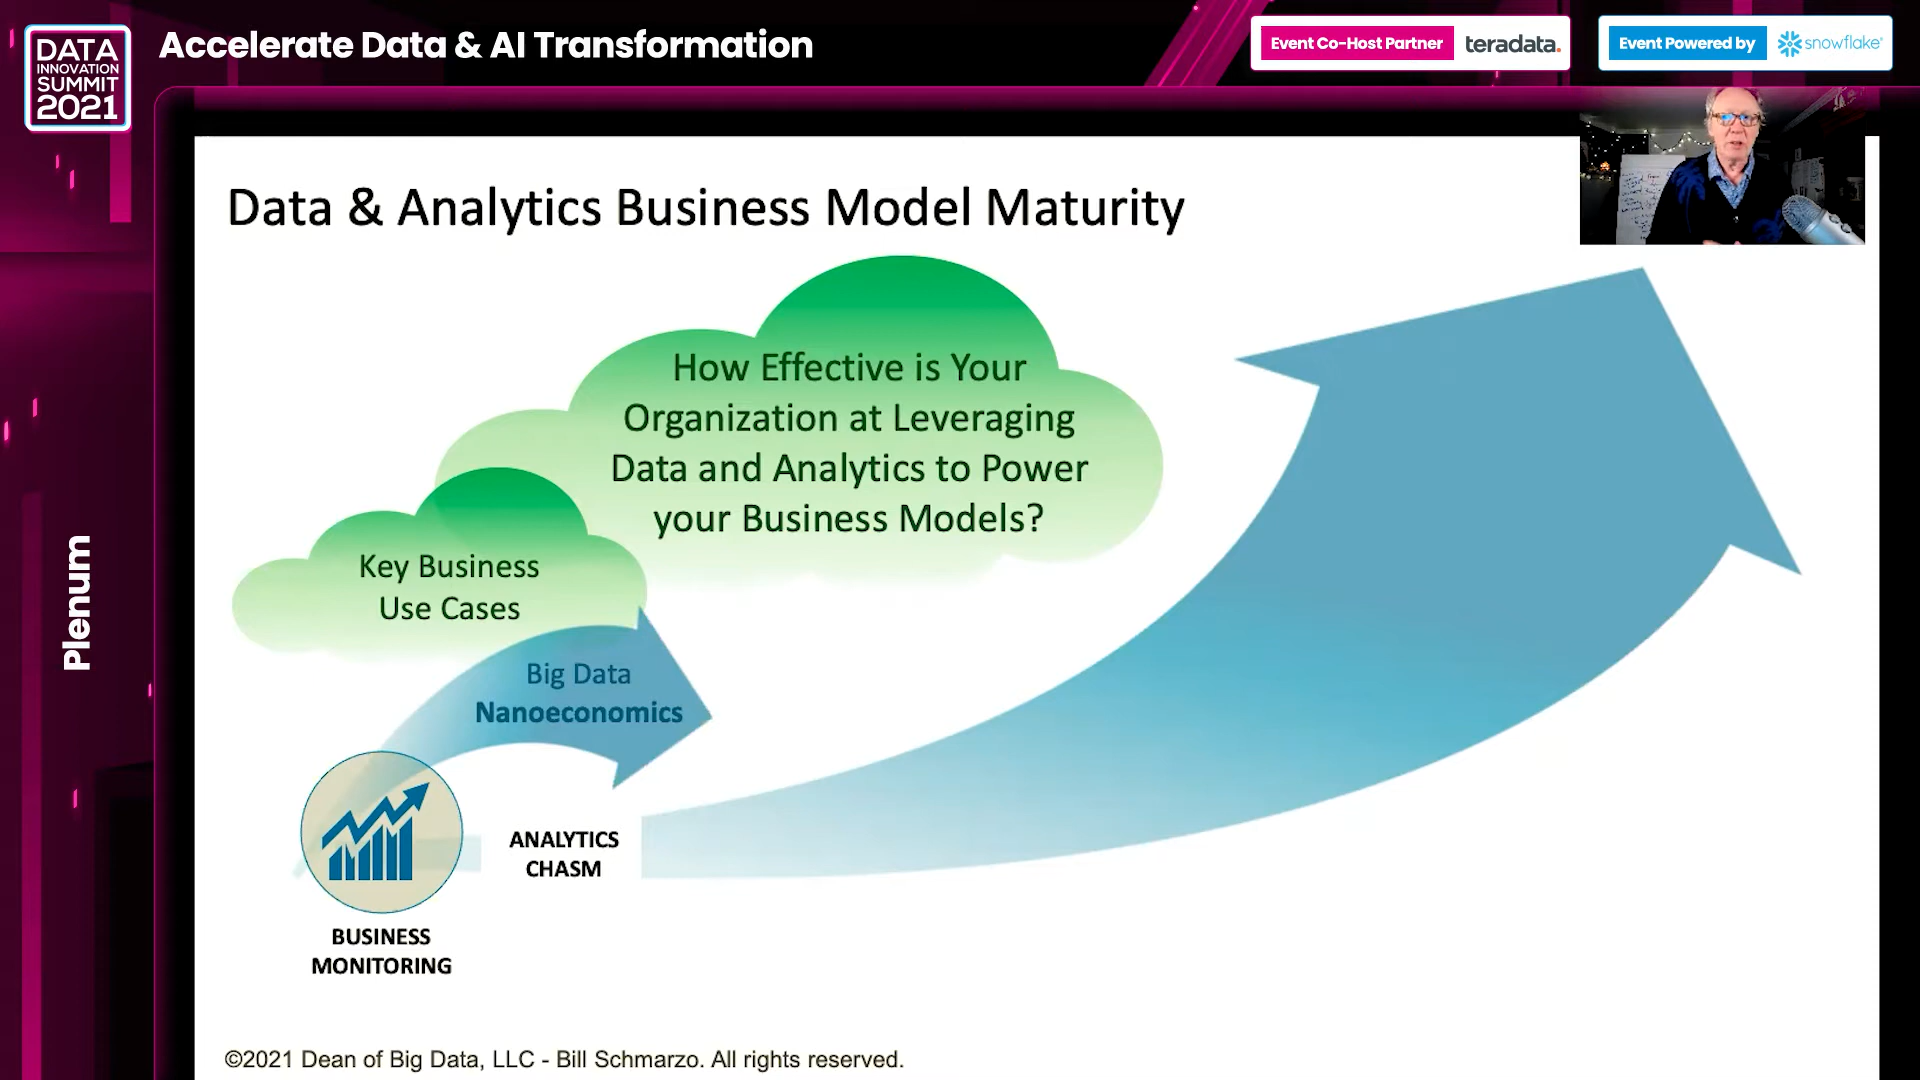 DATA
INNOVATION
SUMMIT
2021
Accelerate Data & AI Transformation
Event Co-Host Partner
teradata.
Event Powered by
snowflake®
Plenum
Data & Analytics Business Model Maturity
How Effective is Your
Organization at Leveraging
Data and Analytics to Power
your Business Models?
Key Business
Use Cases
Big Data
Nanoeconomics
ANALYTICS
CHASM
BUSINESS
MONITORING
©2021 Dean of Big Data, LLC - Bill Schmarzo. All rights reserved.